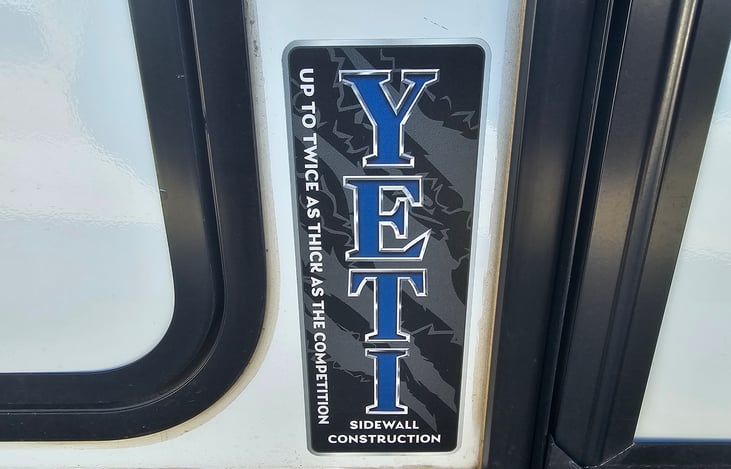 YETI
UP TO TWICE AS THICK AS THE COMPETITION
SIDEWALL
CONSTRUCTION